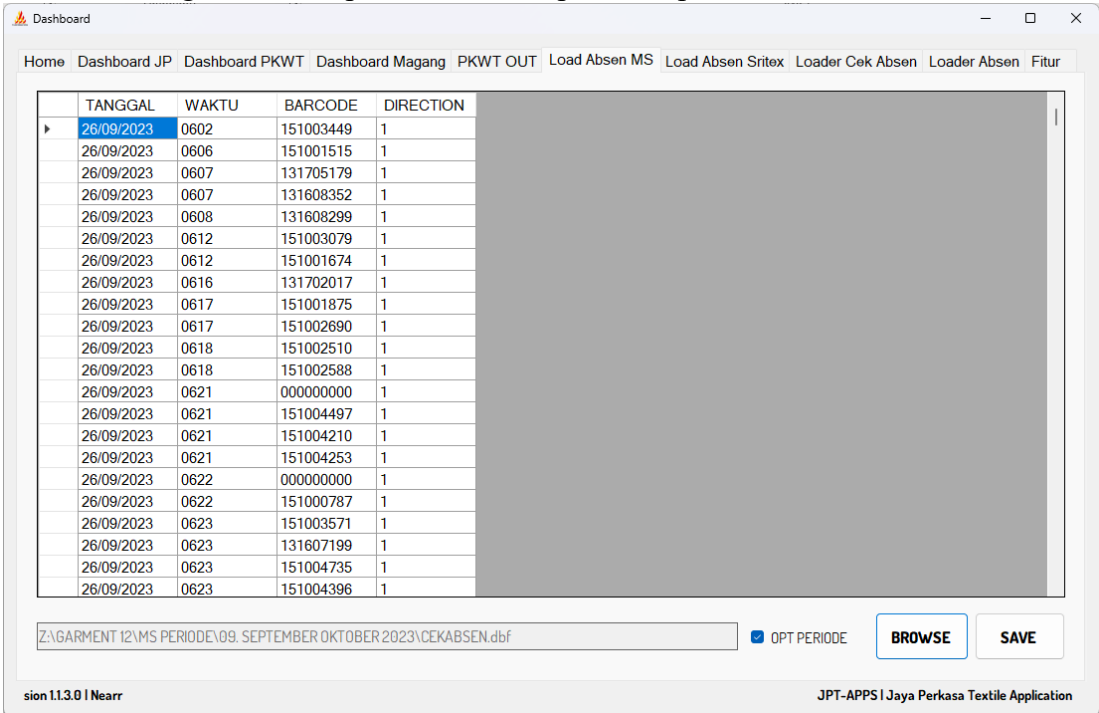 Dashboard
Home Dashboard JP Dashboard PKWT Dashboard Magang PKWT OUT Load Absen MS Load Absen Sritex Loader Cek Absen Loader Absen Fitur
TANGGAL WAKTU BARCODE DIRECTION
26/09/2023 0602 151003449 1
26/09/2023 0606 151001515 1
26/09/2023 0607 131705179 1
26/09/2023 0607 131608352 1
26/09/2023 0608 131608299 1
26/09/2023 0612 151003079 1
26/09/2023 0612 151001674 1
26/09/2023 0616 131702017 1
26/09/2023 0617 151001875 1
26/09/2023 0617 151002690 1
26/09/2023 0618 151002510 1
26/09/2023 0618 151002588 1
26/09/2023 0621 000000000 1
26/09/2023 0621 151004497 1
26/09/2023 0621 151004210 1
26/09/2023 0621 151004253 1
26/09/2023 0622 000000000 1
26/09/2023 0622 151000787 1
26/09/2023 0623 151003571 1
26/09/2023 0623 131607199 1
26/09/2023 0623 151004735 1
26/09/2023 0623 151004396 1
Z:\GARMENT 12\MS PERIODE\09. SEPTEMBER OKTOBER 2023\CEKABSEN.dbf OPT PERIODE BROWSE SAVE
sion 1.1.3.0 | Nearr JPT-APPS | Jaya Perkasa Textile Application